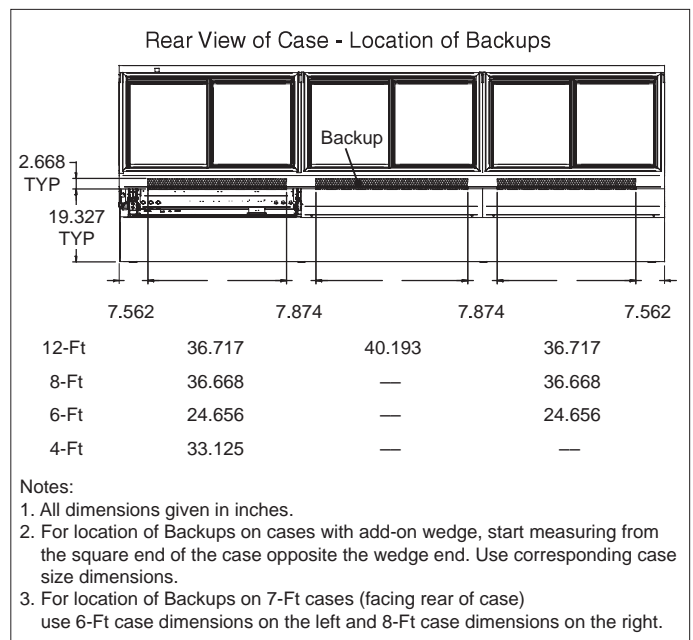 Rear View of Case - Location of Backups
Backup
2.668
TYP
19.327
TYP
7.562 7.874 7.874 7.562
12-Ft 36.717 40.193 36.717
8-Ft 36.668 — 36.668
6-Ft 24.656 — 24.656
4-Ft 33.125 — —
Notes:
1. All dimensions given in inches.
2. For location of Backups on cases with add-on wedge, start measuring from
the square end of the case opposite the wedge end. Use corresponding case
size dimensions.
3. For location of Backups on 7-Ft cases (facing rear of case)
use 6-Ft case dimensions on the left and 8-Ft case dimensions on the right.